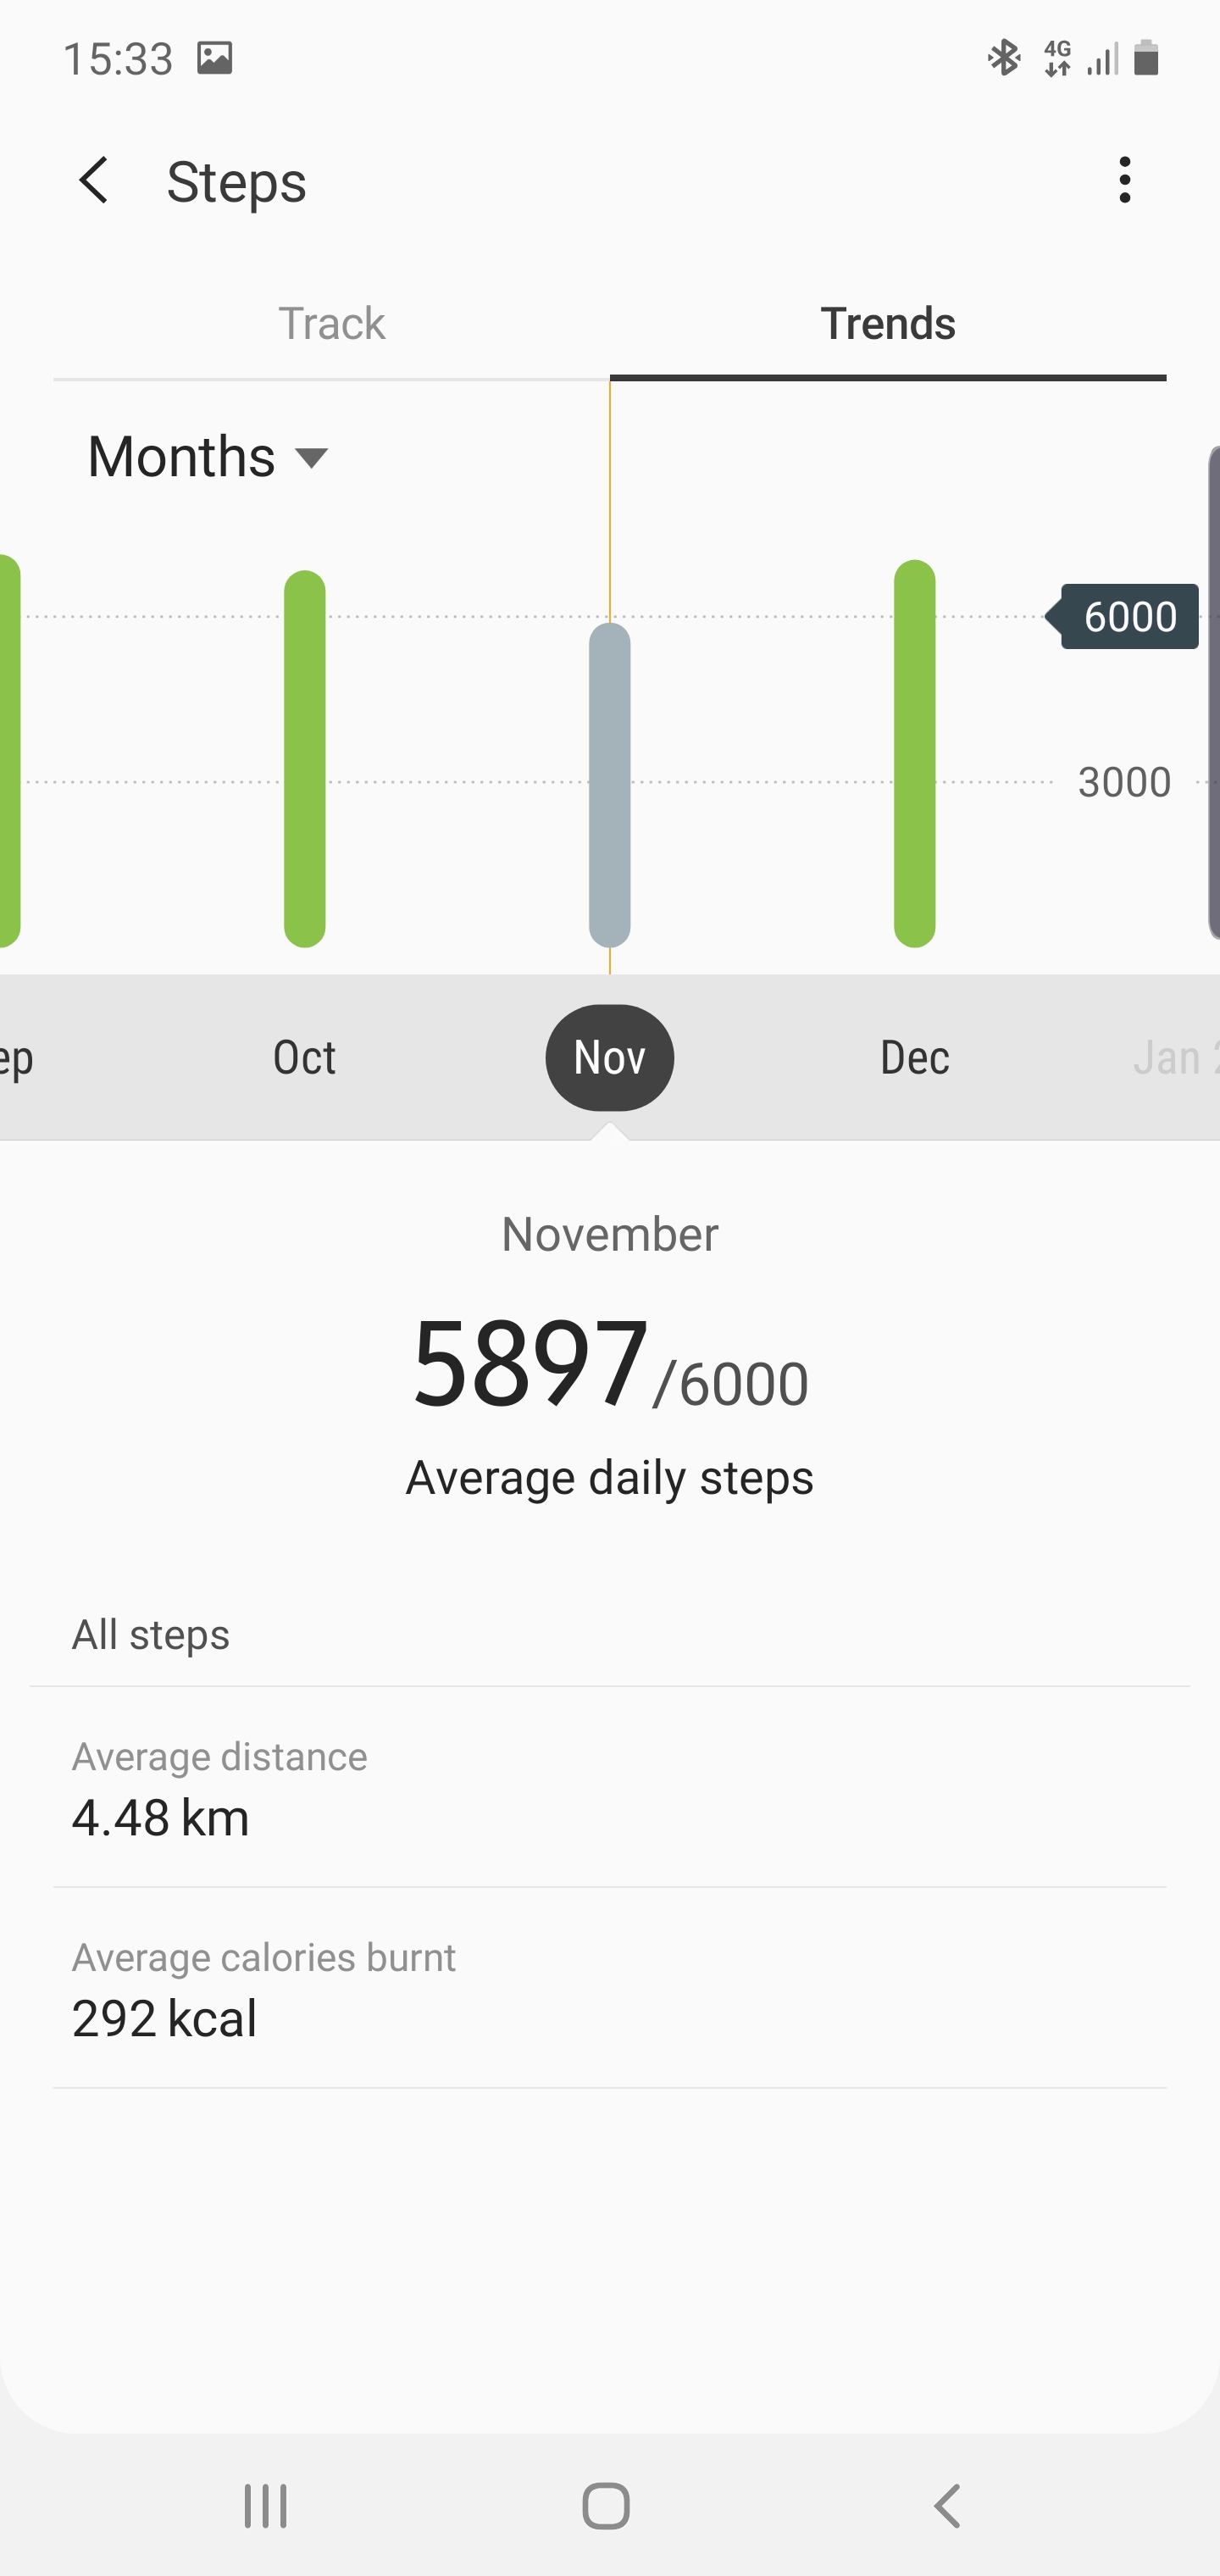 15:33 4G
Steps
Track Trends
Months
6000
3000
ep Oct Nov Dec Jan 2
November
5897/6000
Average daily steps
All steps
Average distance
4.48 km
Average calories burnt
292 kcal